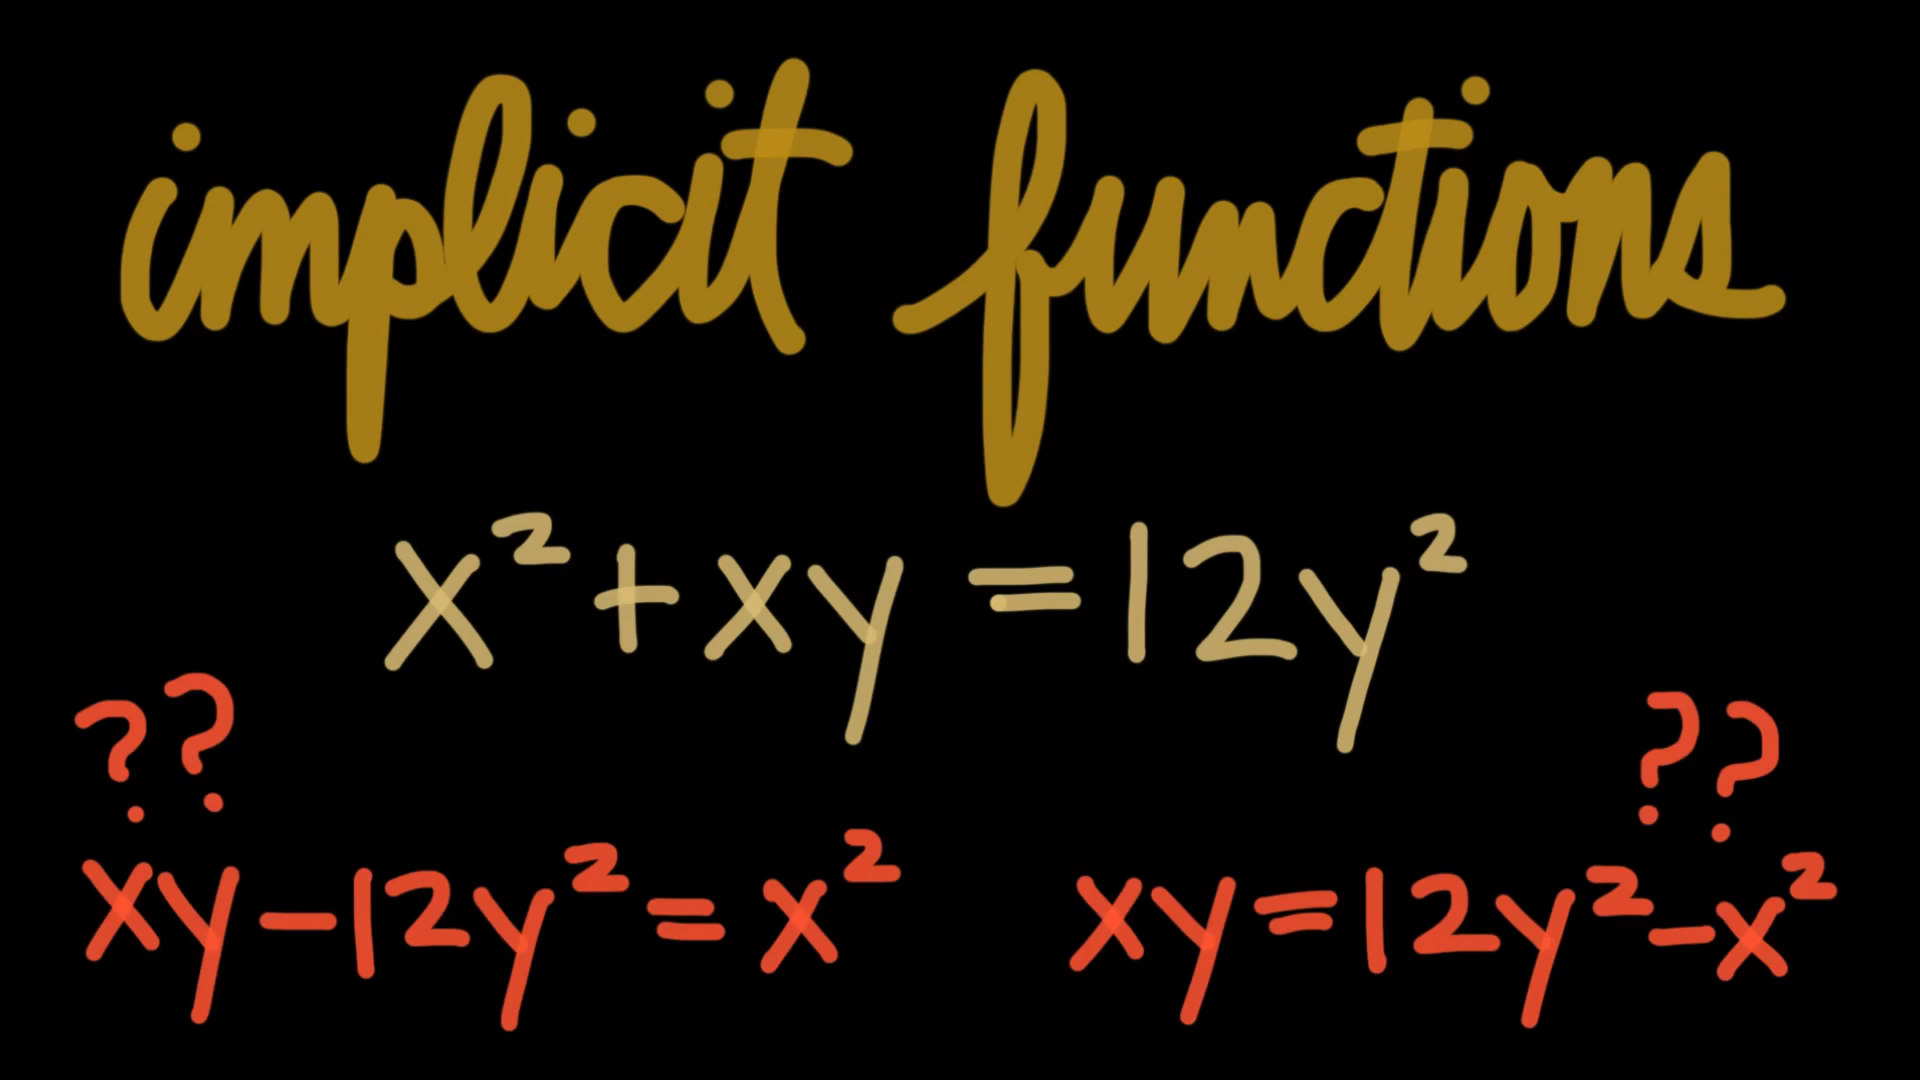 implicit functions
x²+xy=12y²
?? ??
xy-12y²=x² xy=12y²-x²